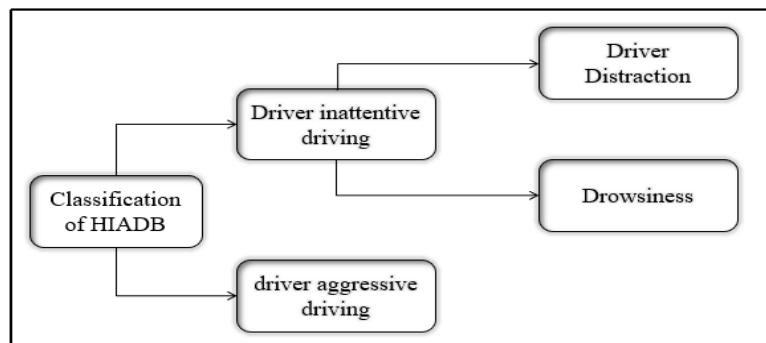 Driver
Distraction
Driver inattentive
driving
Classification
of HIADB
Drowsiness
driver aggressive
driving